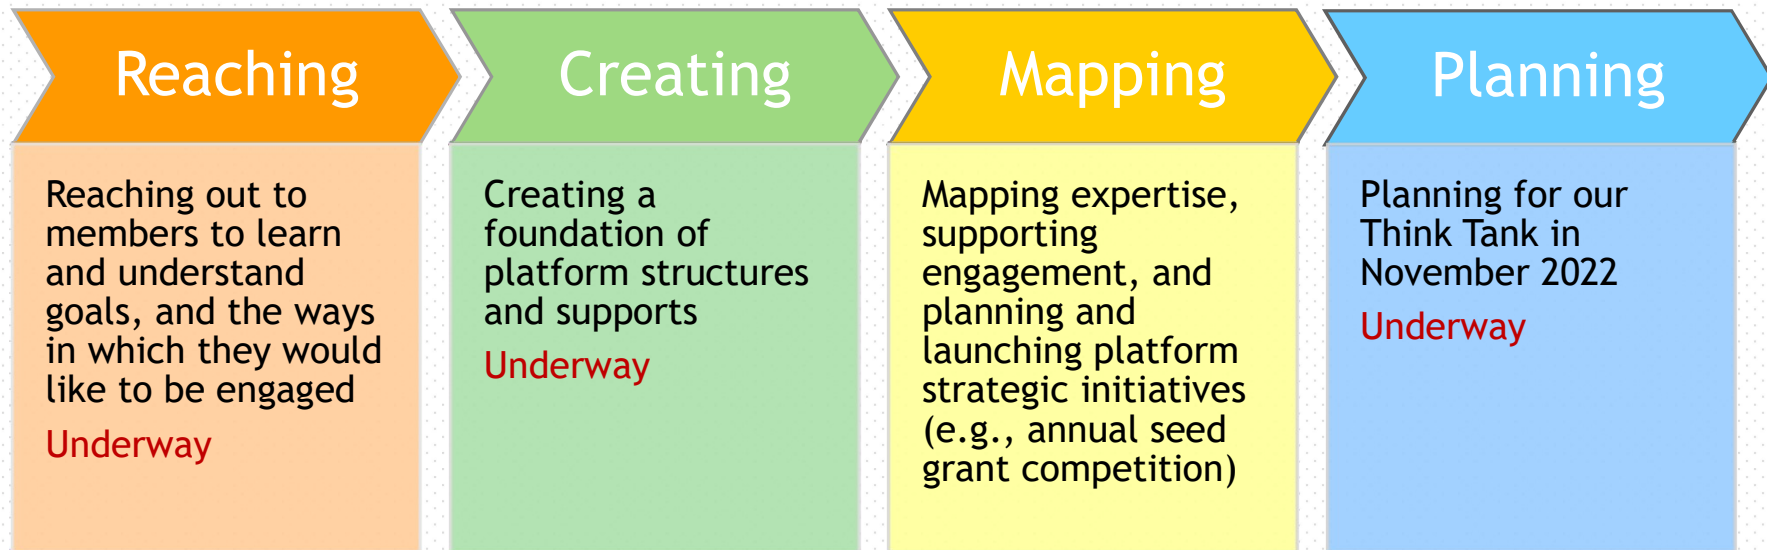 Reaching
Reaching out to
members to learn
and understand
goals, and the ways
in which they would
like to be engaged
Underway
Creating
Creating a
foundation of
platform structures
and supports
Underway
Mapping
Mapping expertise,
supporting
engagement, and
planning and
launching platform
strategic initiatives
(e.g., annual seed
grant competition)
Planning
Planning for our
Think Tank in
November 2022
Underway